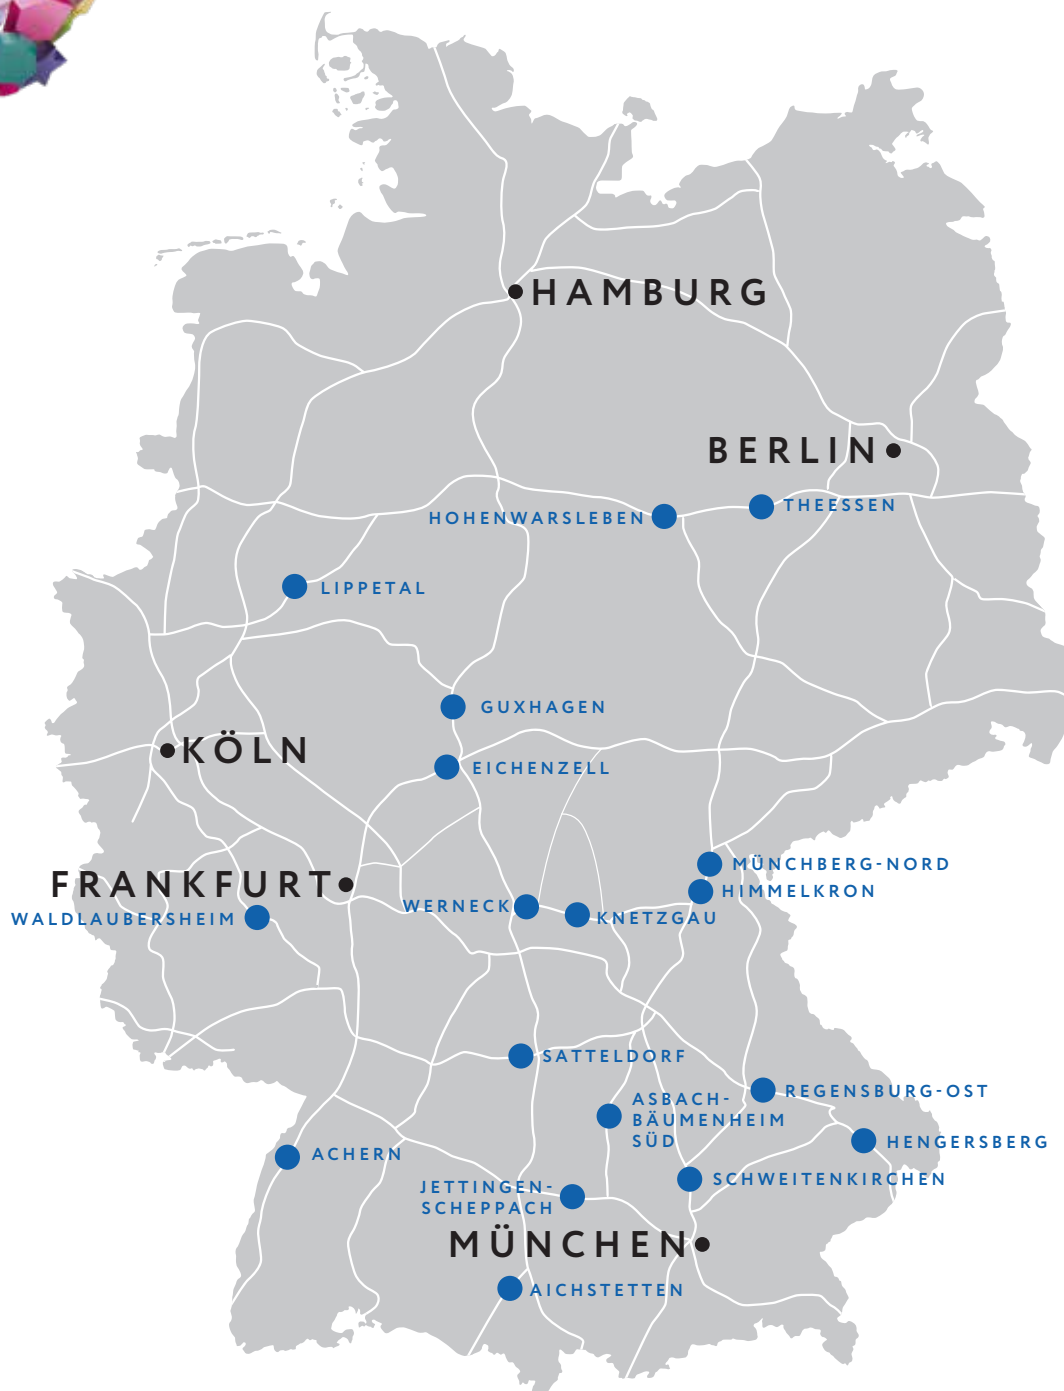 HAMBURG
BERLIN
HOHENWARSLEBEN
THEESSEN
LIPPETAL
GUXHAGEN
KÖLN
EICHENZELL
MÜNCHBERG-NORD
FRANKFURT
HIMMELKRON
WERNECK
WALDLAUBERSHEIM
KNETZGAU
SATTELDORF
REGENSBURG-OST
ASBACH-
BÄUMENHEIM
SÜD
HENGERSBERG
ACHERN
SCHWEITENKIRCHEN
JETTINGEN-
SCHEPPACH
MÜNCHEN
AICHSTETTEN